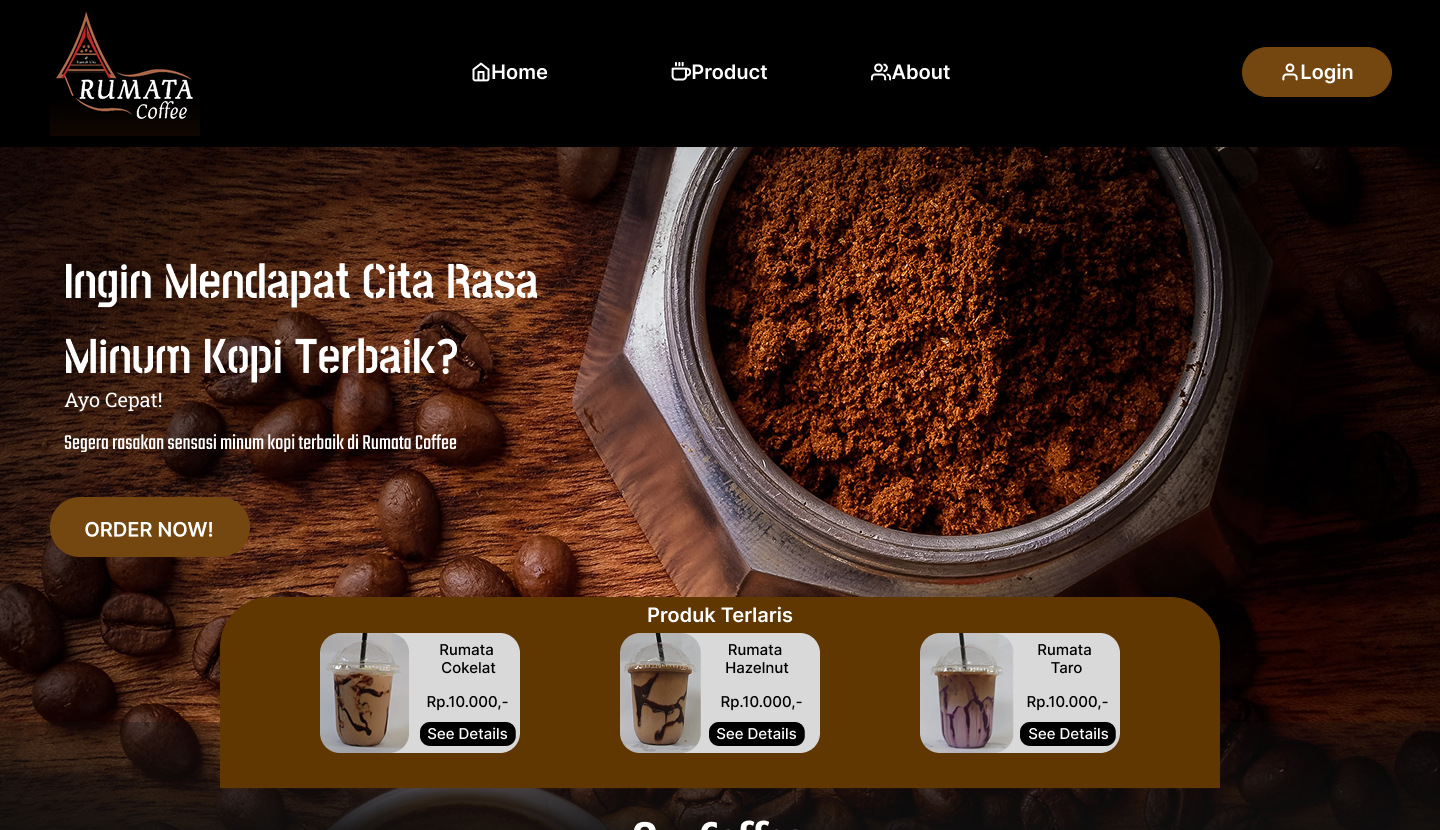 RUMATA
Coffee
Home
Product
About
Login
Ingin Mendapat Cita Rasa
Minum Kopi Terbaik?
Ayo Cepat!
Segera rasakan sensasi minum kopi terbaik di Rumata Coffee
ORDER NOW!
Produk Terlaris
Rumata
Cokelat
Rp.10.000,-
See Details
Rumata
Hazelnut
Rp.10.000,-
See Details
Rumata
Taro
Rp.10.000,-
See Details